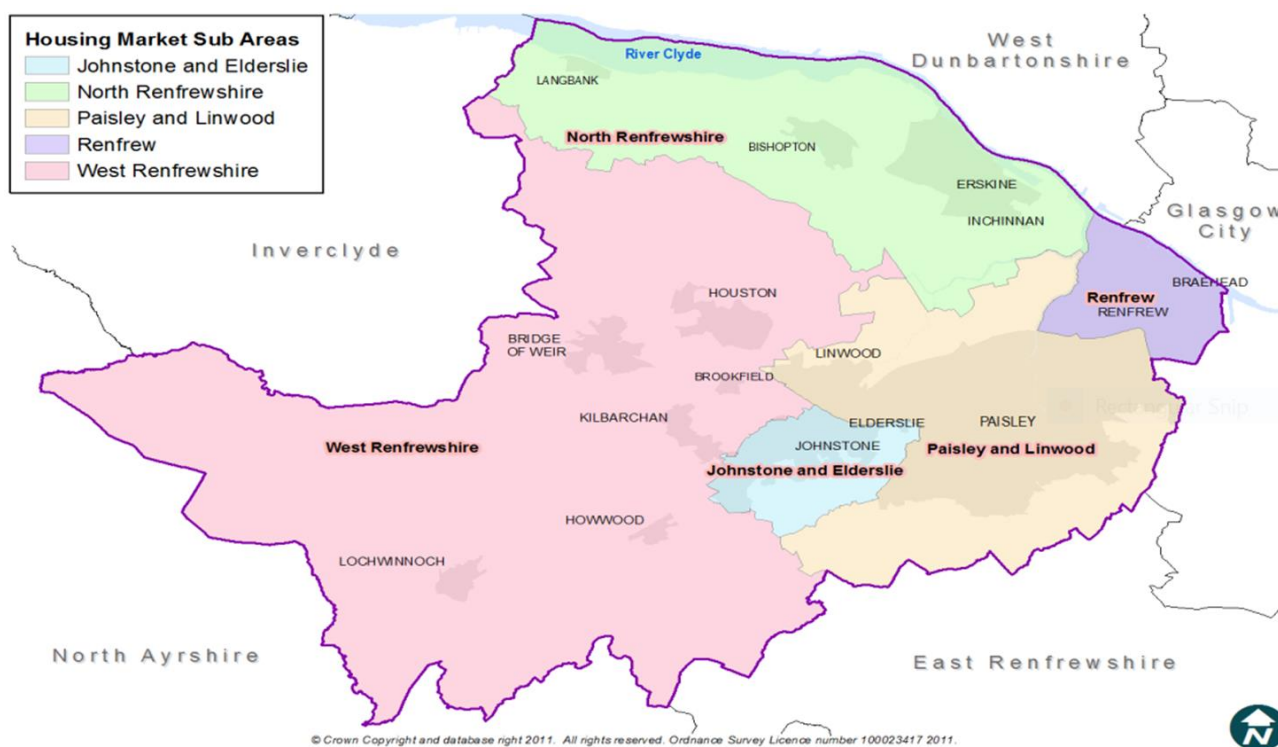 Housing Market Sub Areas
Johnstone and Elderslie
North Renfrewshire
Paisley and Linwood
Renfrew
West Renfrewshire
River Clyde
West
Dunbartonshire
LANGBANK
North Renfrewshire
BISHOPTON
ERSKINE
INCHINNAN
Glasgow
City
Inverclyde
BRAEHEAD
Renfrew
RENFREW
HOUSTON
BRIDGE
OF WEIR
LINWOOD
BROOKFIELD
Rectangular Snip
KILBARCHAN
ELDERSLIE
PAISLEY
West Renfrewshire
JOHNSTONE
Paisley and Linwood
Johnstone and Elderslie
HOWWOOD
LOCHWINNOCH
North Ayrshire
East Renfrewshire
© Crown Copyright and database right 2011. All rights reserved. Ordnance Survey Licence number 100023417 2011.
N